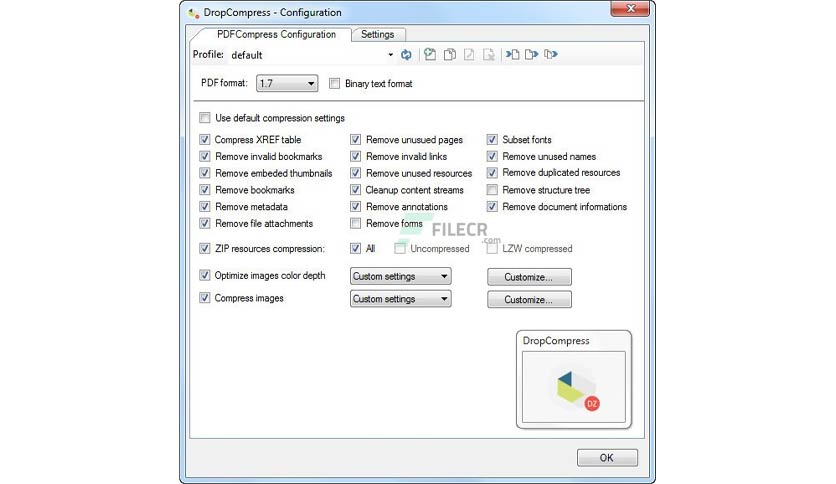 DropCompress - Configuration
PDFCompress Configuration Settings
Profile: default
PDF format: 1.7 Binary text format
Use default compression settings
Compress XREF table Remove unusued pages Subset fonts
Remove invalid bookmarks Remove invalid links Remove unused names
Remove embeded thumbnails Remove unused resources Remove duplicated resources
Remove bookmarks Cleanup content streams Remove structure tree
Remove metadata Remove annotations Remove document informations
Remove file attachments Remove forms
FILECR
.com
ZIP resources compression: All Uncompressed LZW compressed
Optimize images color depth Custom settings Customize...
Compress images Custom settings Customize...
DropCompress
DZ
OK